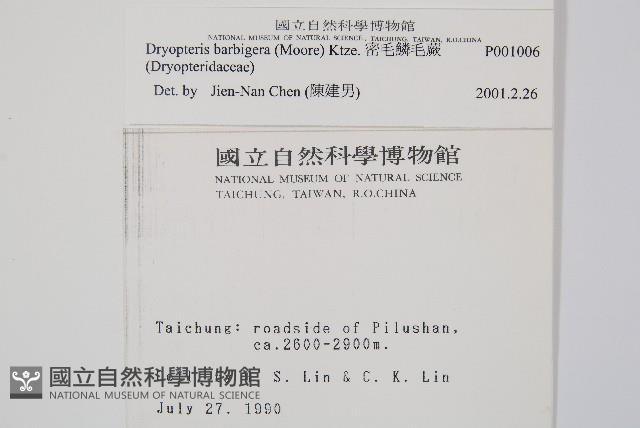 國立自然科學博物館
NATIONAL MUSEUM OF NATURAL SCIENCE, TAICHUNG, TAIWAN, R.O.CHINA
Dryopteris barbigera (Moore) Ktze. 密毛鱗毛蕨 P001006
(Dryopteridaceae)
Det. by Jien-Nan Chen (陳建男) 2001.2.26
國立自然科學博物館
NATIONAL MUSEUM OF NATURAL SCIENCE
TAICHUNG, TAIWAN, R.O.CHINA
Taichung: roadside of Pilushan,
ca.2600-2900m.
S. Lin & C. K. Lin
July 27. 1990
國立自然科學博物館
NATIONAL MUSEUM OF NATURAL SCIENCE